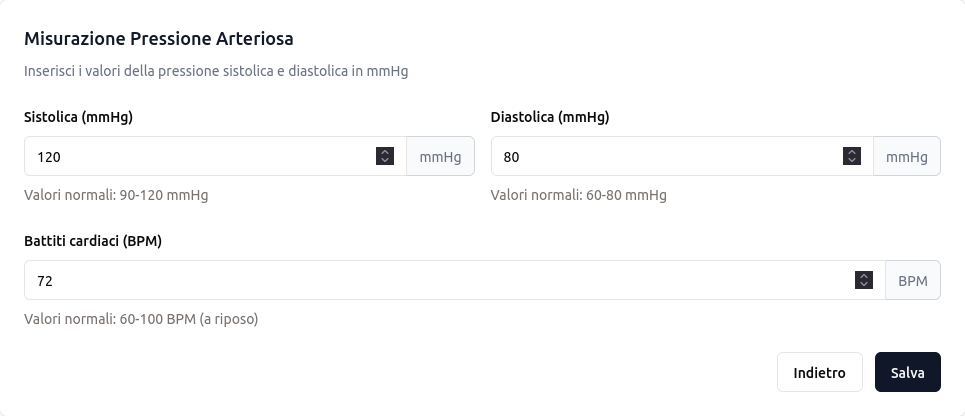 Misurazione Pressione Arteriosa
Inserisci i valori della pressione sistolica e diastolica in mmHg
Sistolica (mmHg)
120
mmHg
Valori normali: 90-120 mmHg
Diastolica (mmHg)
80
mmHg
Valori normali: 60-80 mmHg
Battiti cardiaci (BPM)
72
BPM
Valori normali: 60-100 BPM (a riposo)
Indietro
Salva